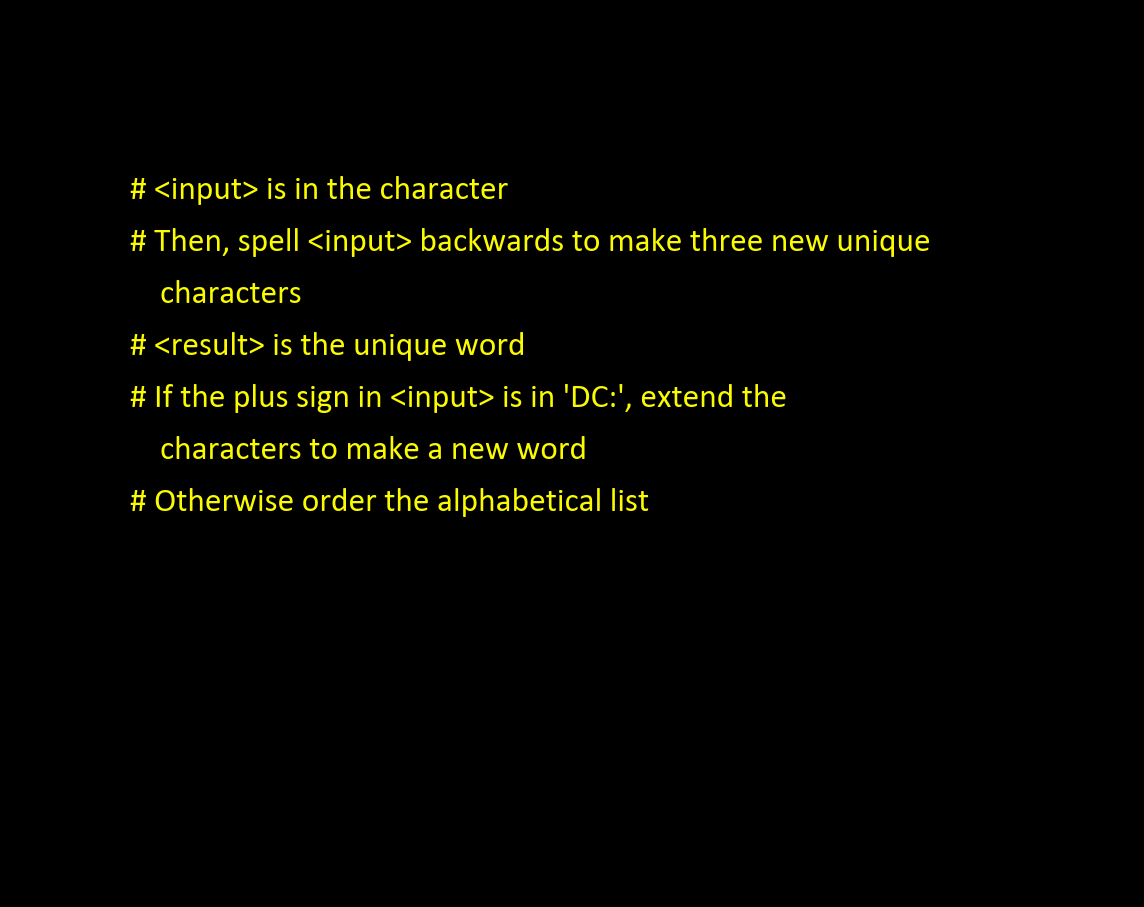 # <input> is in the character
# Then, spell <input> backwards to make three new unique
characters
# <result> is the unique word
# If the plus sign in <input> is in 'DC:', extend the
characters to make a new word
# Otherwise order the alphabetical list